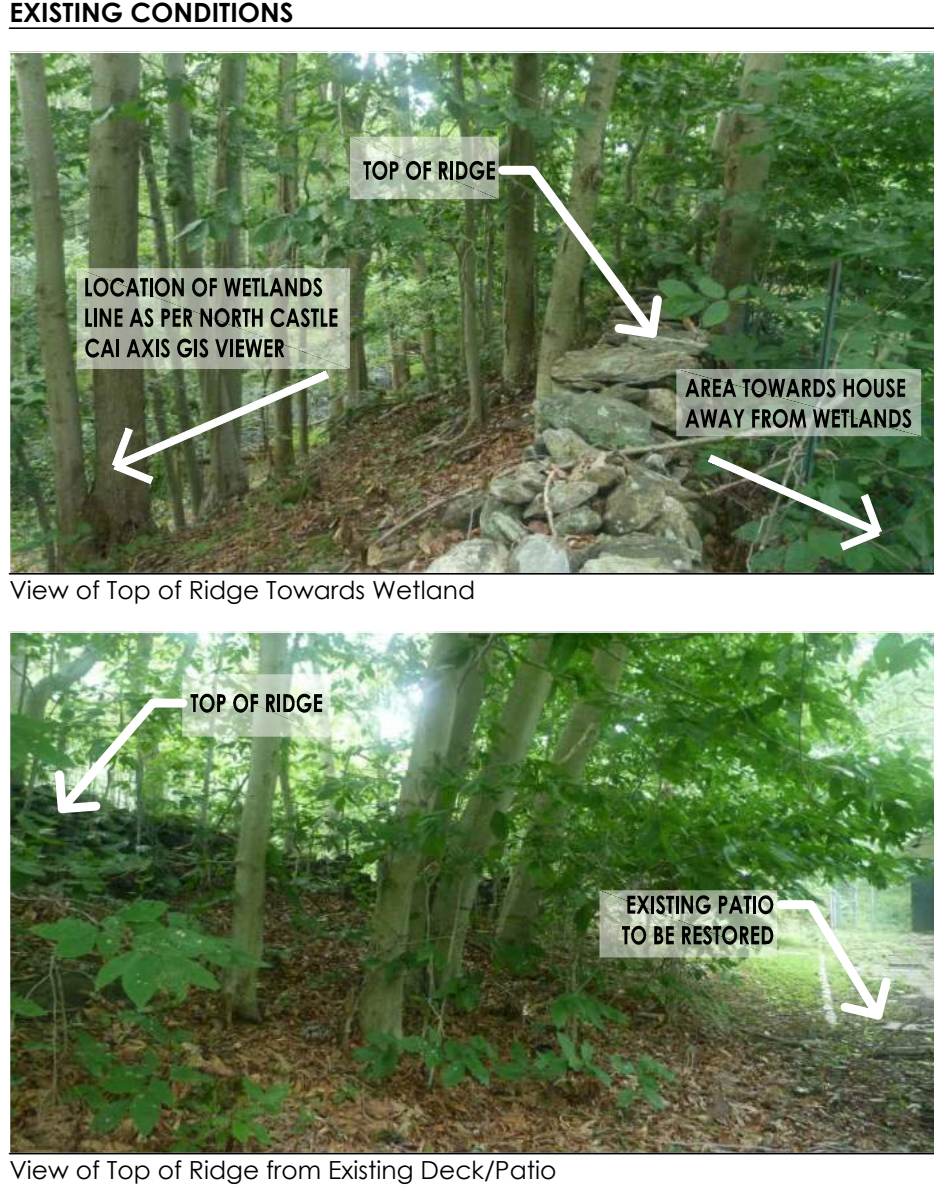 EXISTING CONDITIONS
TOP OF RIDGE
LOCATION OF WETLANDS
LINE AS PER NORTH CASTLE
CAI AXIS GIS VIEWER
AREA TOWARDS HOUSE
AWAY FROM WETLANDS
View of Top of Ridge Towards Wetland
TOP OF RIDGE
EXISTING PATIO
TO BE RESTORED
View of Top of Ridge from Existing Deck/Patio